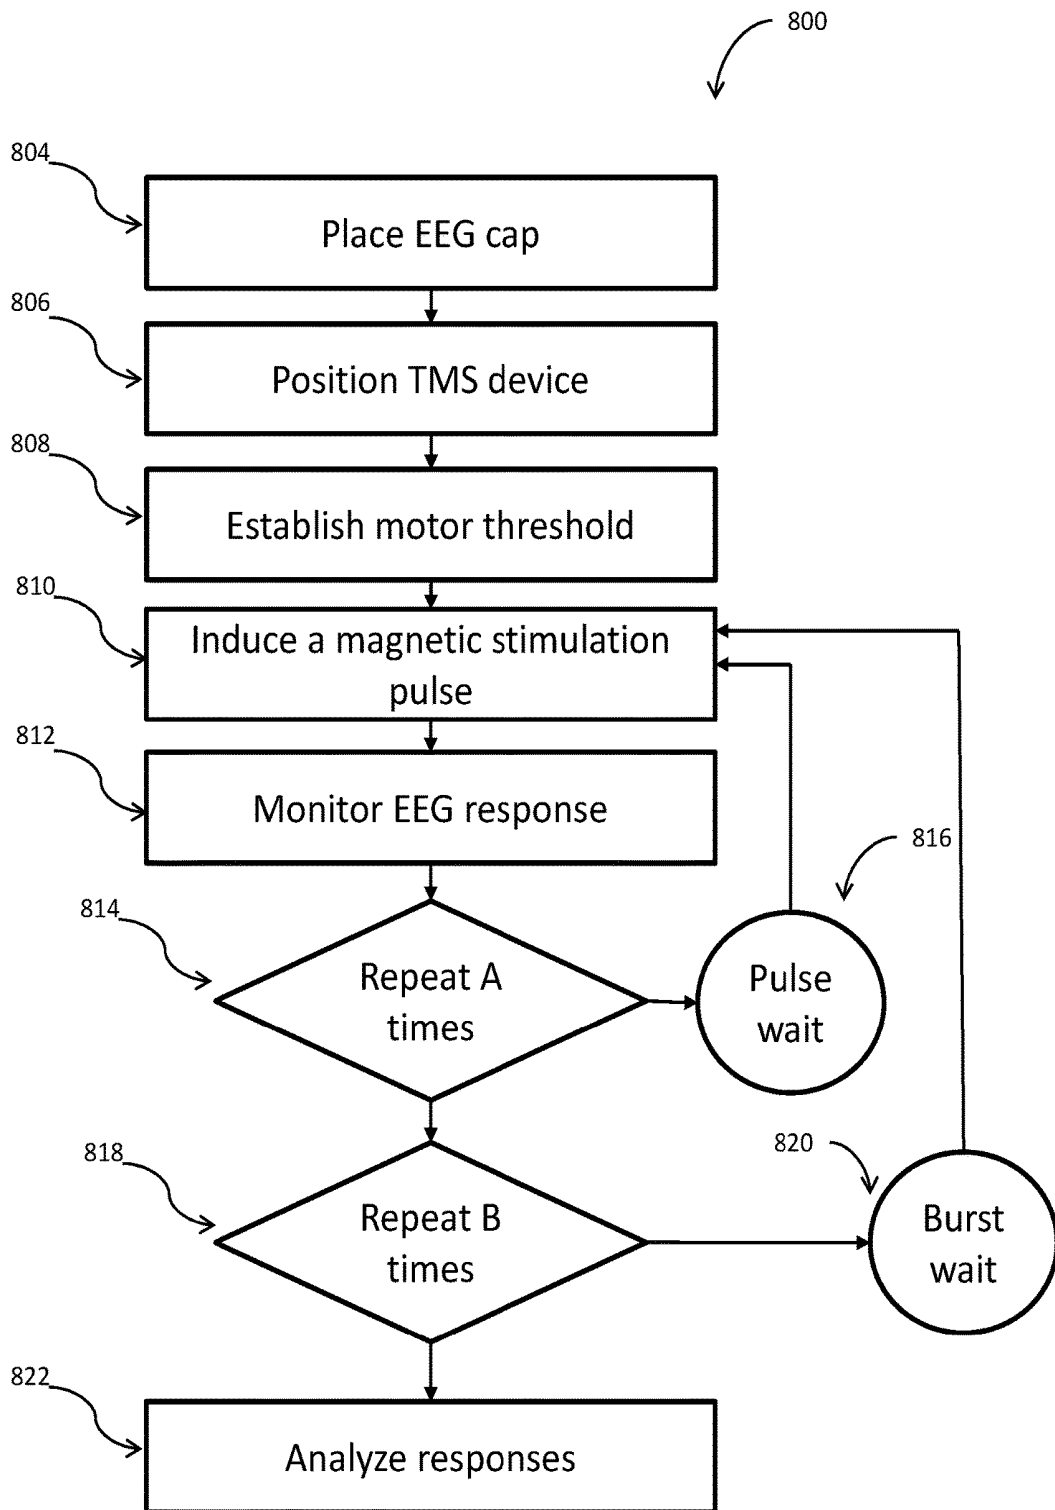 800
804
Place EEG cap
806
Position TMS device
808
Establish motor threshold
810
Induce a magnetic stimulation
pulse
812
Monitor EEG response
816
814
Repeat A
times
Pulse
wait
818
820
Repeat B
times
Burst
wait
822
Analyze responses